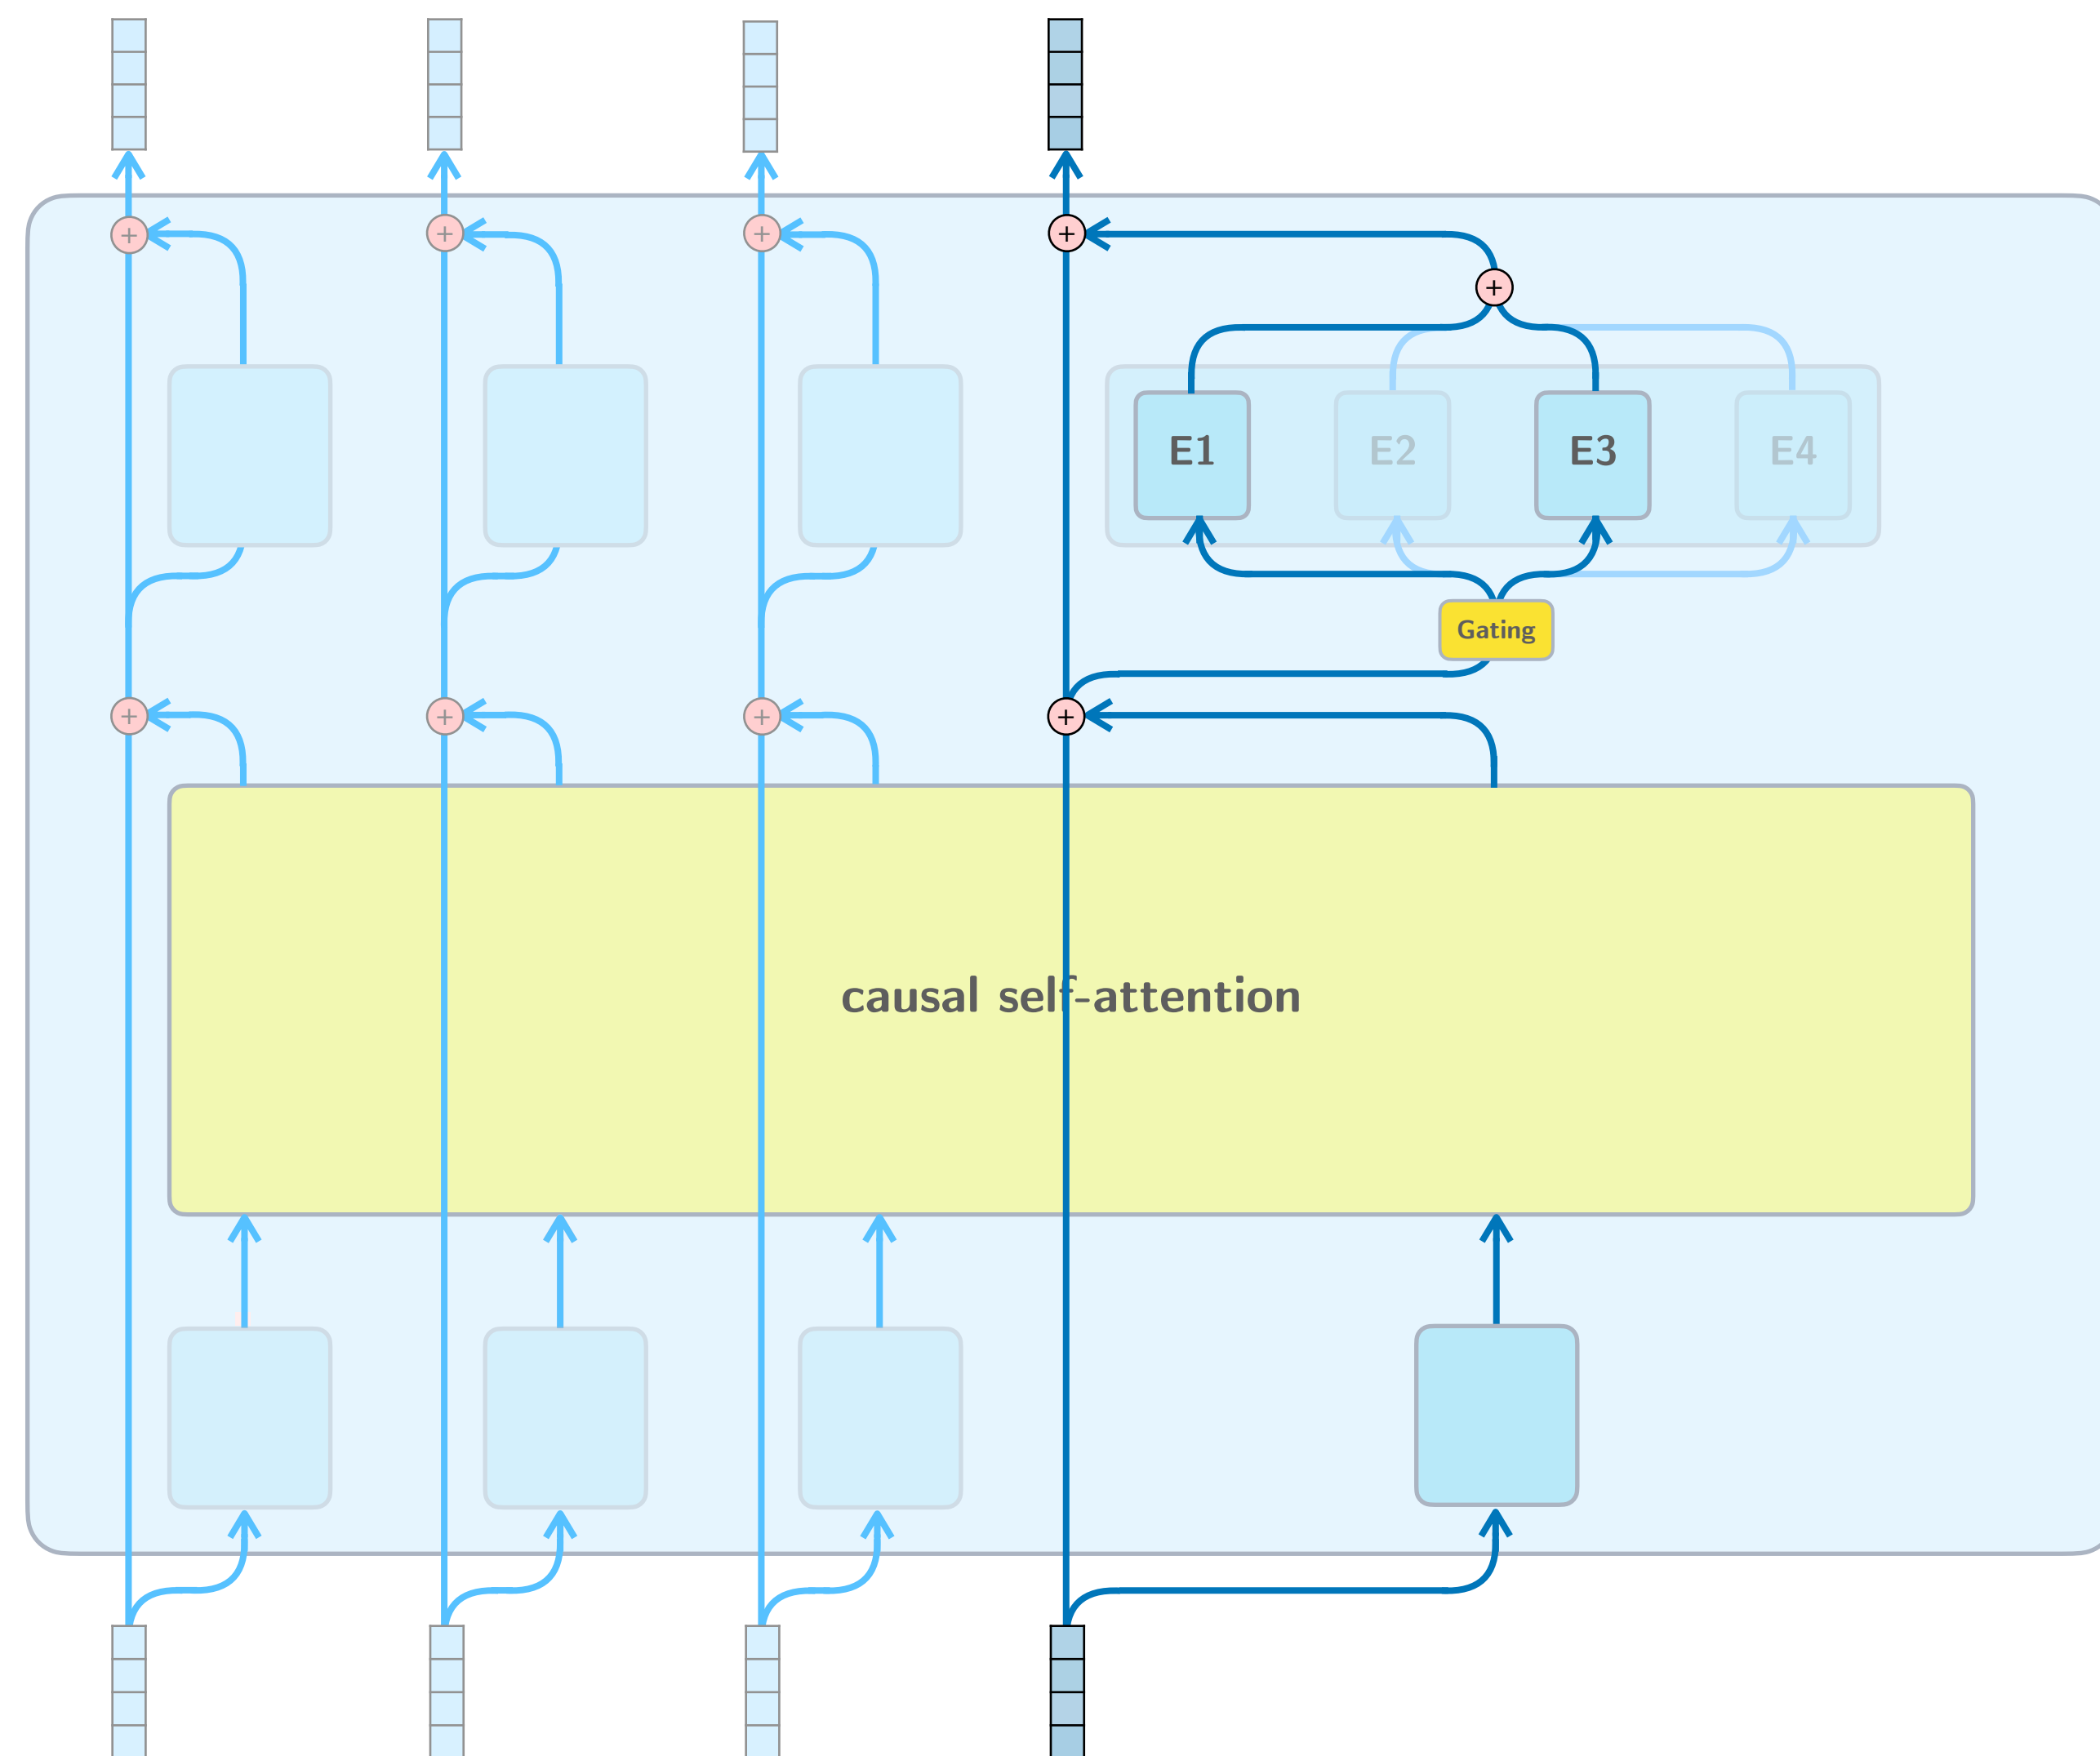 + + + +
+
E1 E2 E3 E4
Gating
+ + + +
causal self-attention